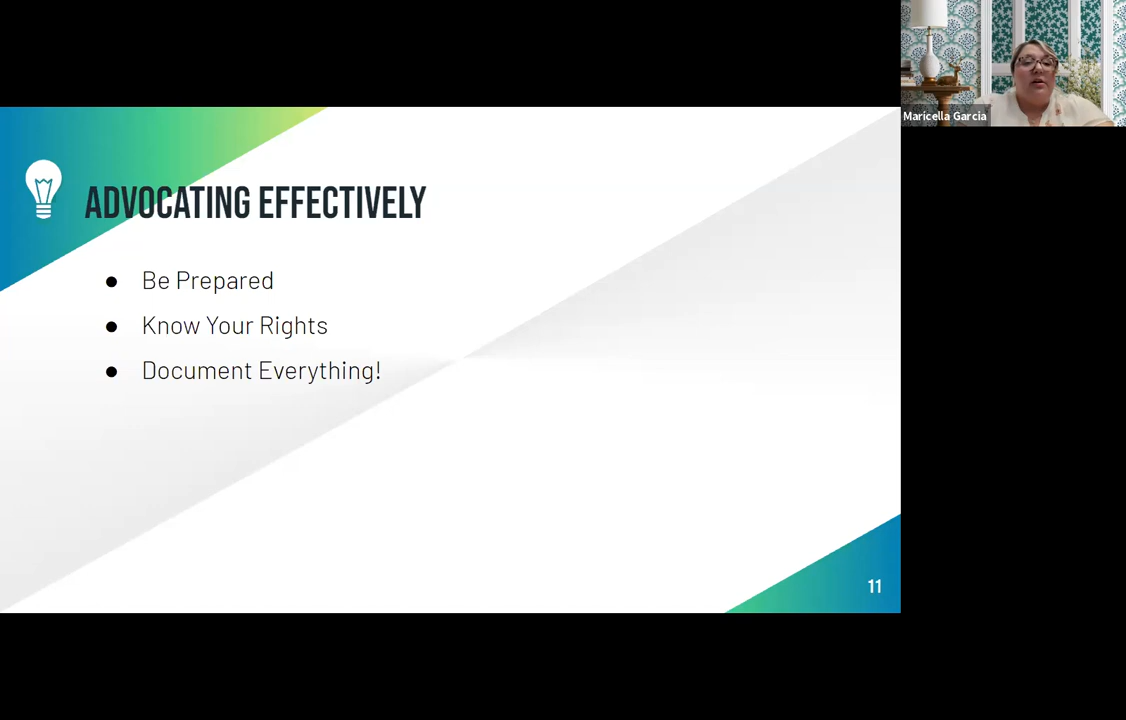 Maricella Garcia
ADVOCATING EFFECTIVELY
● Be Prepared
● Know Your Rights
● Document Everything!
11